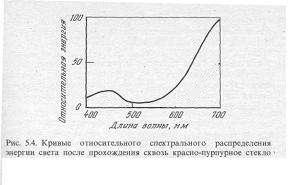 Относительная энергия
100
50
0
400
500
600
700
Длина волны, нм
Рис. 5.4. Кривые относительного спектрального распределения
энергии света после прохождения сквозь красно-пурпурное стекло